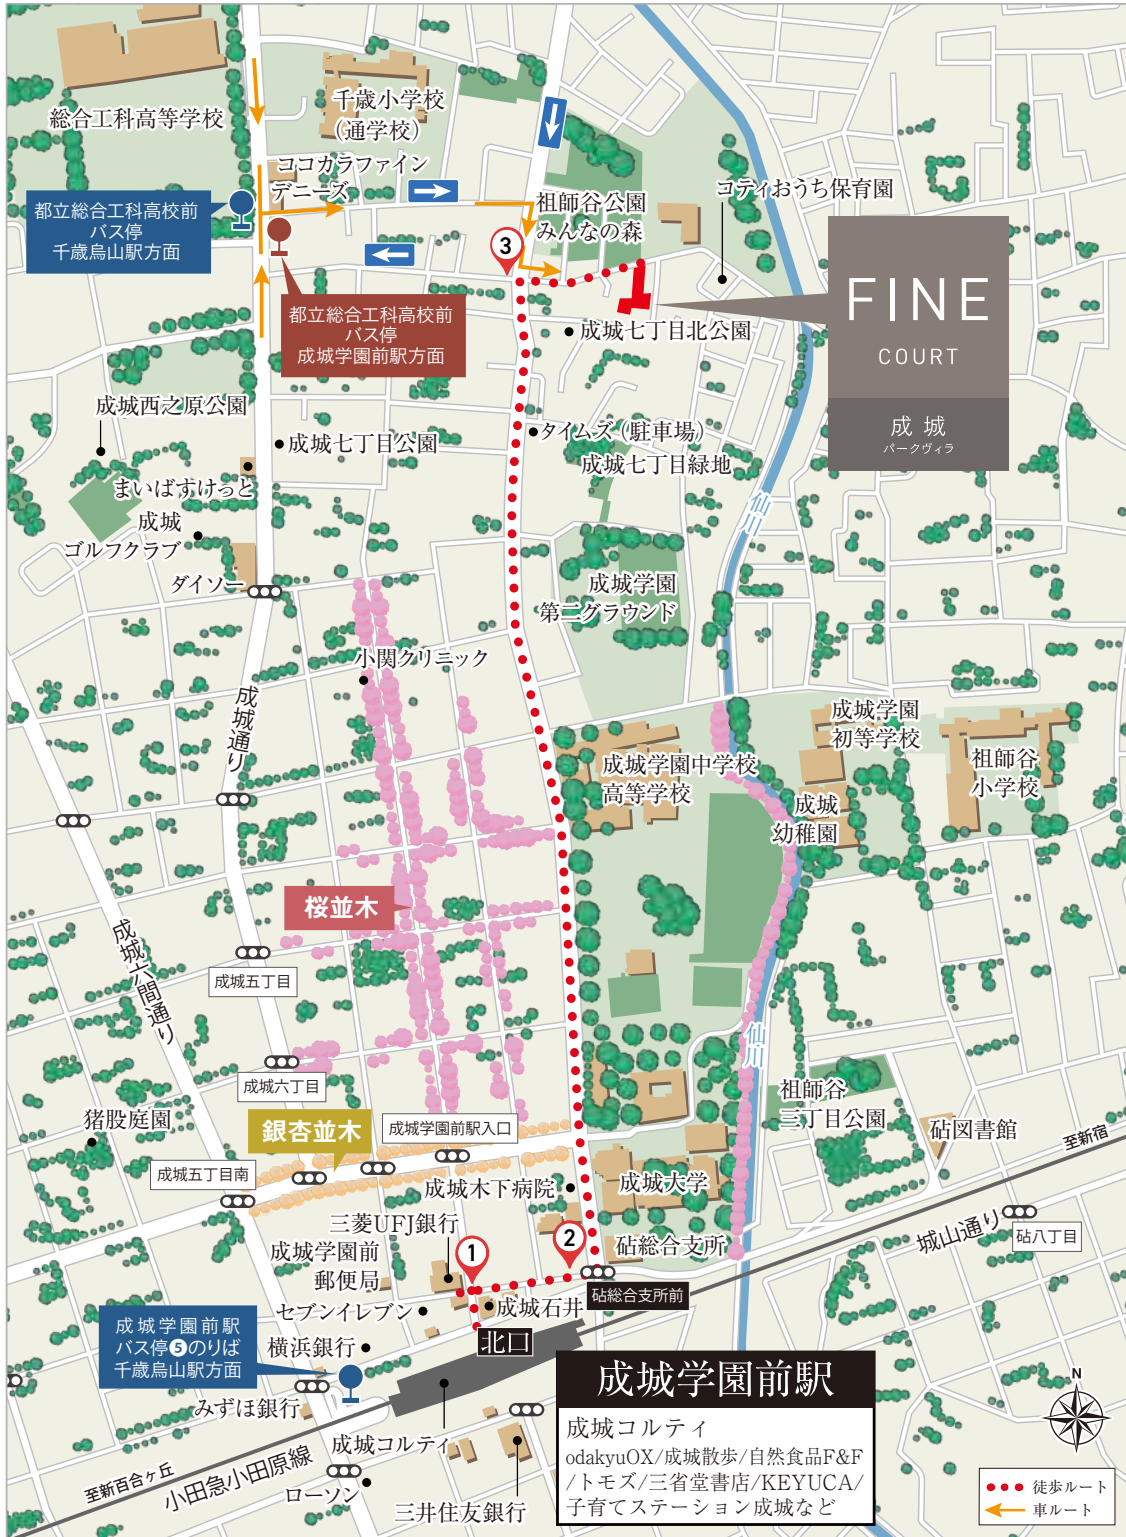 総合工科高等学校
千歳小学校
(通学校)
ココカラファイン
デニーズ
都立総合工科高校前
バス停
千歳烏山駅方面
祖師谷公園
みんなの森
コティおうち保育園
3
FINE
COURT
成城
パークヴィラ
都立総合工科高校前
バス停
成城学園前駅方面
成城七丁目北公園
成城西之原公園
成城七丁目公園
タイムズ(駐車場)
成城七丁目緑地
まいばすけっと
成城
ゴルフクラブ
仙川
ダイソー
成城学園
第二グラウンド
小関クリニック
成城通り
成城学園
初等学校
成城学園中学校
高等学校
祖師谷
小学校
成城
幼稚園
桜並木
成城六間通り
成城五丁目
仙川
成城六丁目
祖師谷
三丁目公園
猪股庭園
銀杏並木
成城学園前駅入口
砧図書館
至新宿
成城五丁目南
成城木下病院
成城大学
三菱UFJ銀行
城山通り
砧八丁目
成城学園前
郵便局
1
2
砧総合支所
砧総合支所前
セブンイレブン
成城石井
北口
成城学園前駅
バス停❺のりば
千歳烏山駅方面
横浜銀行
みずほ銀行
成城学園前駅
成城コルティ
odakyuOX/成城散歩/自然食品F&F
/トモズ/三省堂書店/KEYUCA/
子育てステーション成城など
成城コルティ
至新百合ヶ丘
小田急小田原線
ローソン
三井住友銀行
N
徒歩ルート
車ルート